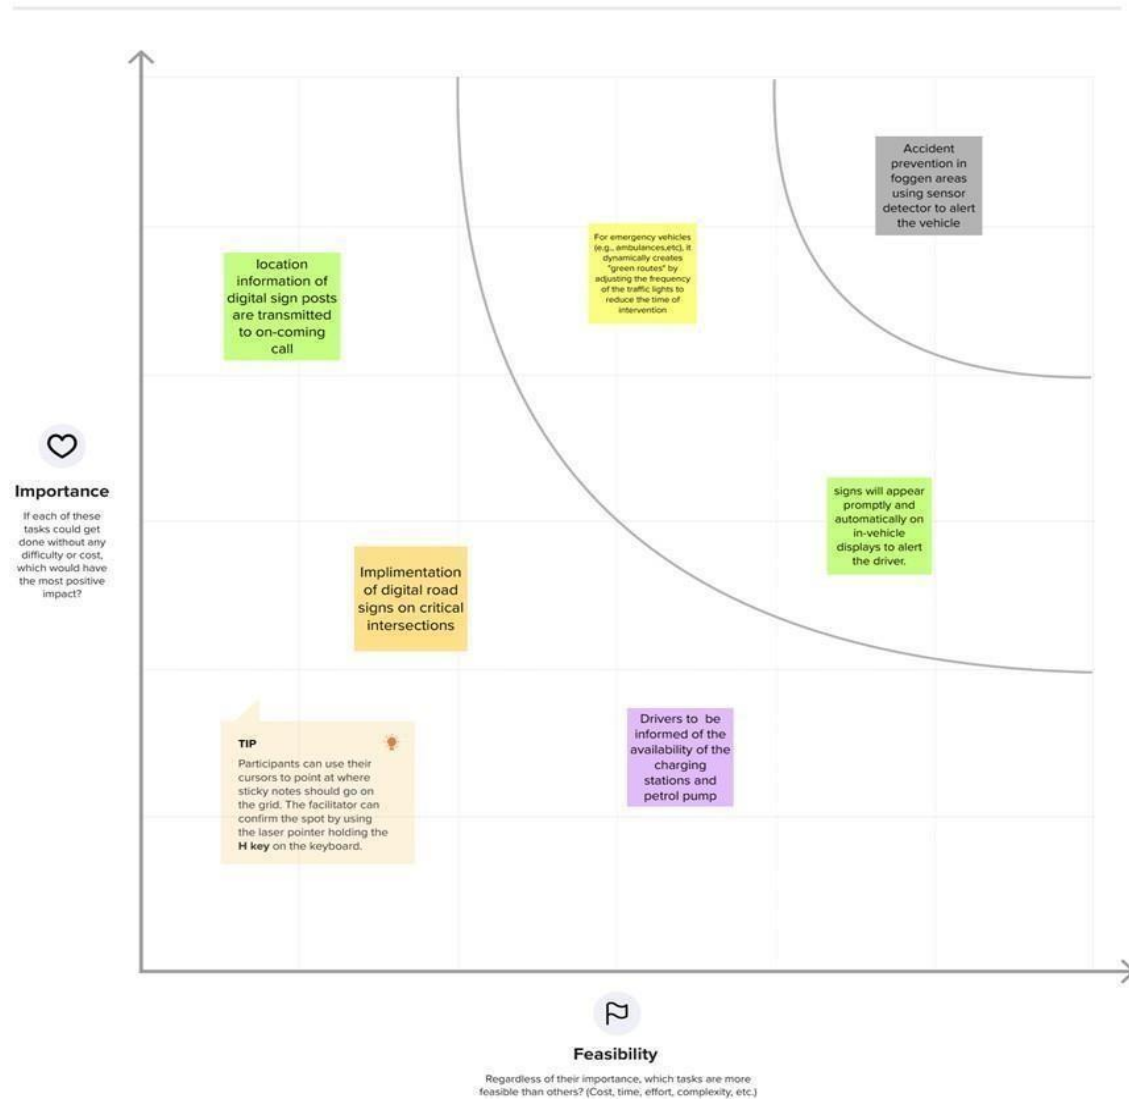 Accident
prevention in
foggen areas
using sensor
detector to alert
the vehicle
For emergency vehicles
(e.g., ambulances,etc), it
dynamically creates
"green routes" by
adjusting the frequency
of the traffic lights to
reduce the time of
intervention
location
information of
digital sign posts
are transmitted
to on-coming
call
Importance
If each of these
tasks could get
done without any
difficulty or cost,
which would have
the most positive
impact?
signs will appear
promptly and
automatically on
in-vehicle
displays to alert
the driver.
Implimentation
of digital road
signs on critical
intersections
TIP
Participants can use their
cursors to point at where
sticky notes should go on
the grid. The facilitator can
confirm the spot by using
the laser pointer holding the
H key on the keyboard.
Drivers to be
informed of the
availability of the
charging
stations and
petrol pump
Feasibility
Regardless of their importance, which tasks are more
feasible than others? (Cost, time, effort, complexity, etc.)